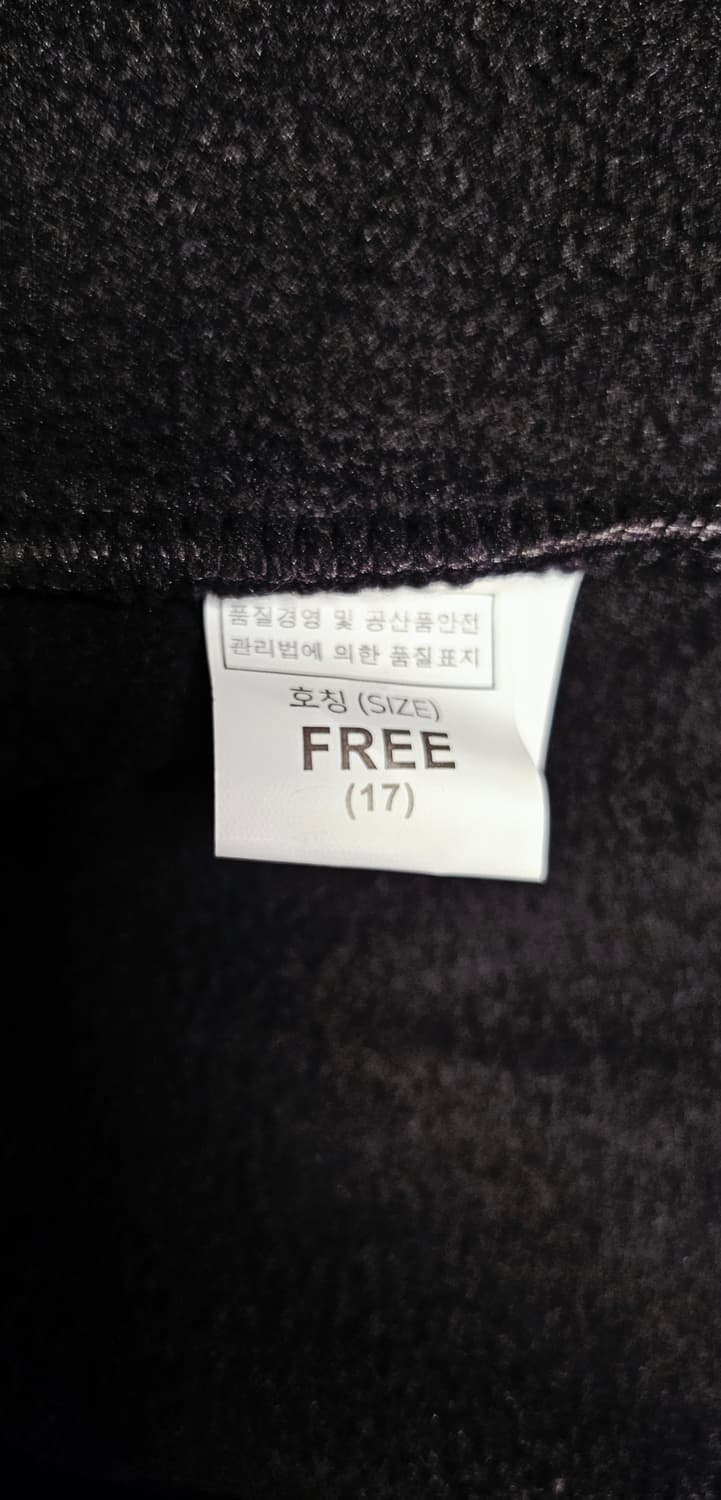 품질경영 및 공산품안전
관리법에 의한 품질표지
호칭 (SIZE)
FREE
(17)